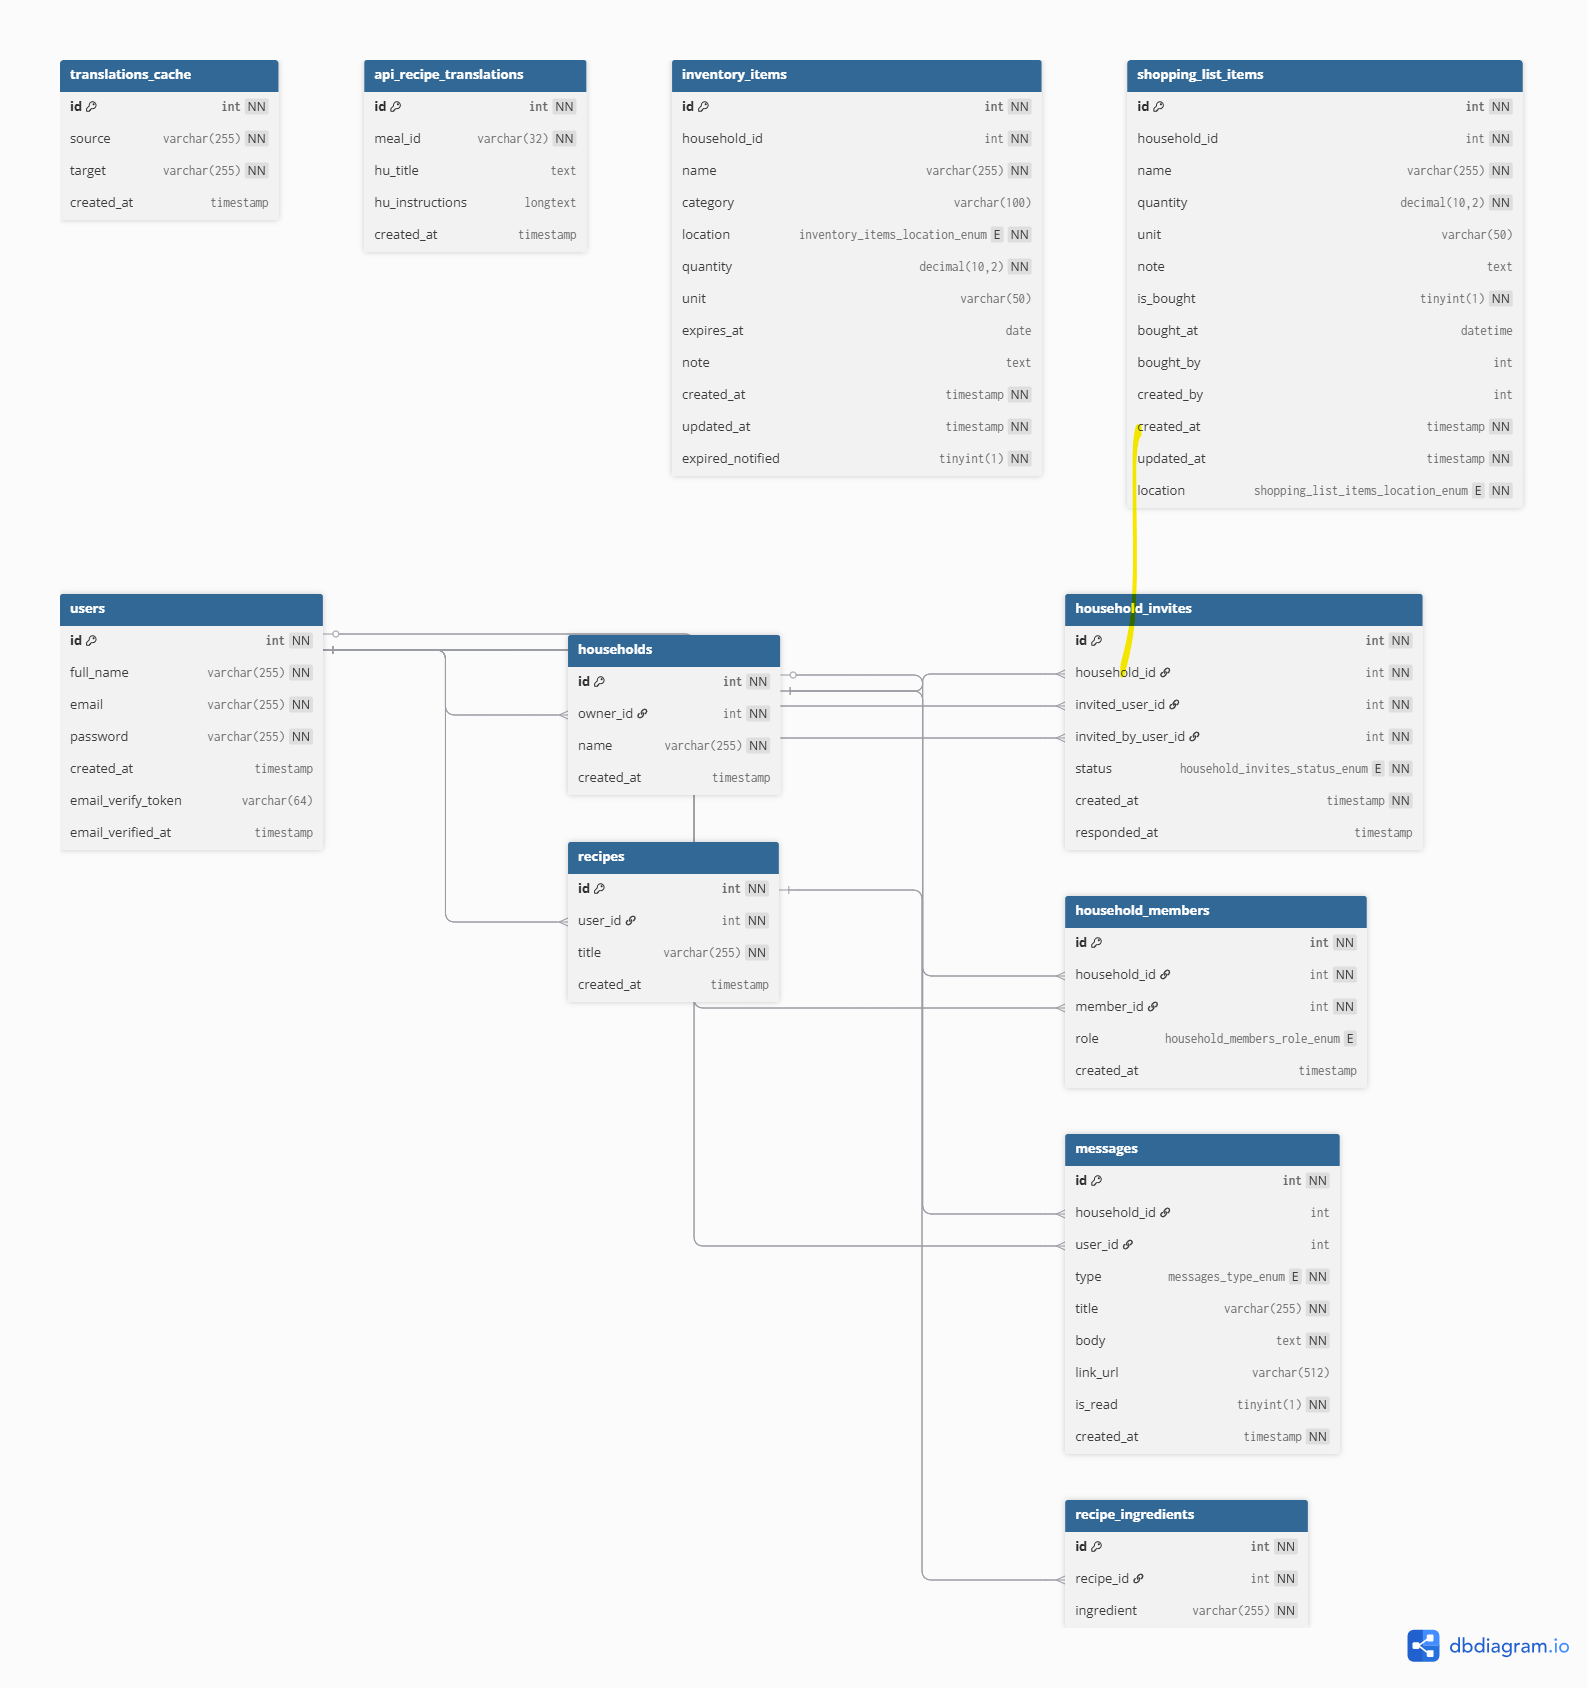 translations_cache
id int NN
source varchar(255) NN
target varchar(255) NN
created_at timestamp
api_recipe_translations
id int NN
meal_id varchar(32) NN
hu_title text
hu_instructions longtext
created_at timestamp
inventory_items
id int NN
household_id int NN
name varchar(255) NN
category varchar(100)
location inventory_items_location_enum E NN
quantity decimal(10,2) NN
unit varchar(50)
expires_at date
note text
created_at timestamp NN
updated_at timestamp NN
expired_notified tinyint(1) NN
shopping_list_items
id int NN
household_id int NN
name varchar(255) NN
quantity decimal(10,2) NN
unit varchar(50)
note text
is_bought tinyint(1) NN
bought_at datetime
bought_by int
created_by int
created_at timestamp NN
updated_at timestamp NN
location shopping_list_items_location_enum E NN
users
id int NN
full_name varchar(255) NN
email varchar(255) NN
password varchar(255) NN
created_at timestamp
email_verify_token varchar(64)
email_verified_at timestamp
households
id int NN
owner_id int NN
name varchar(255) NN
created_at timestamp
recipes
id int NN
user_id int NN
title varchar(255) NN
created_at timestamp
household_invites
id int NN
household_id int NN
invited_user_id int NN
invited_by_user_id int NN
status household_invites_status_enum E NN
created_at timestamp NN
responded_at timestamp
household_members
id int NN
household_id int NN
member_id int NN
role household_members_role_enum E
created_at timestamp
messages
id int NN
household_id int
user_id int
type messages_type_enum E NN
title varchar(255) NN
body text NN
link_url varchar(512)
is_read tinyint(1) NN
created_at timestamp NN
recipe_ingredients
id int NN
recipe_id int NN
ingredient varchar(255) NN
dbdiagram.io